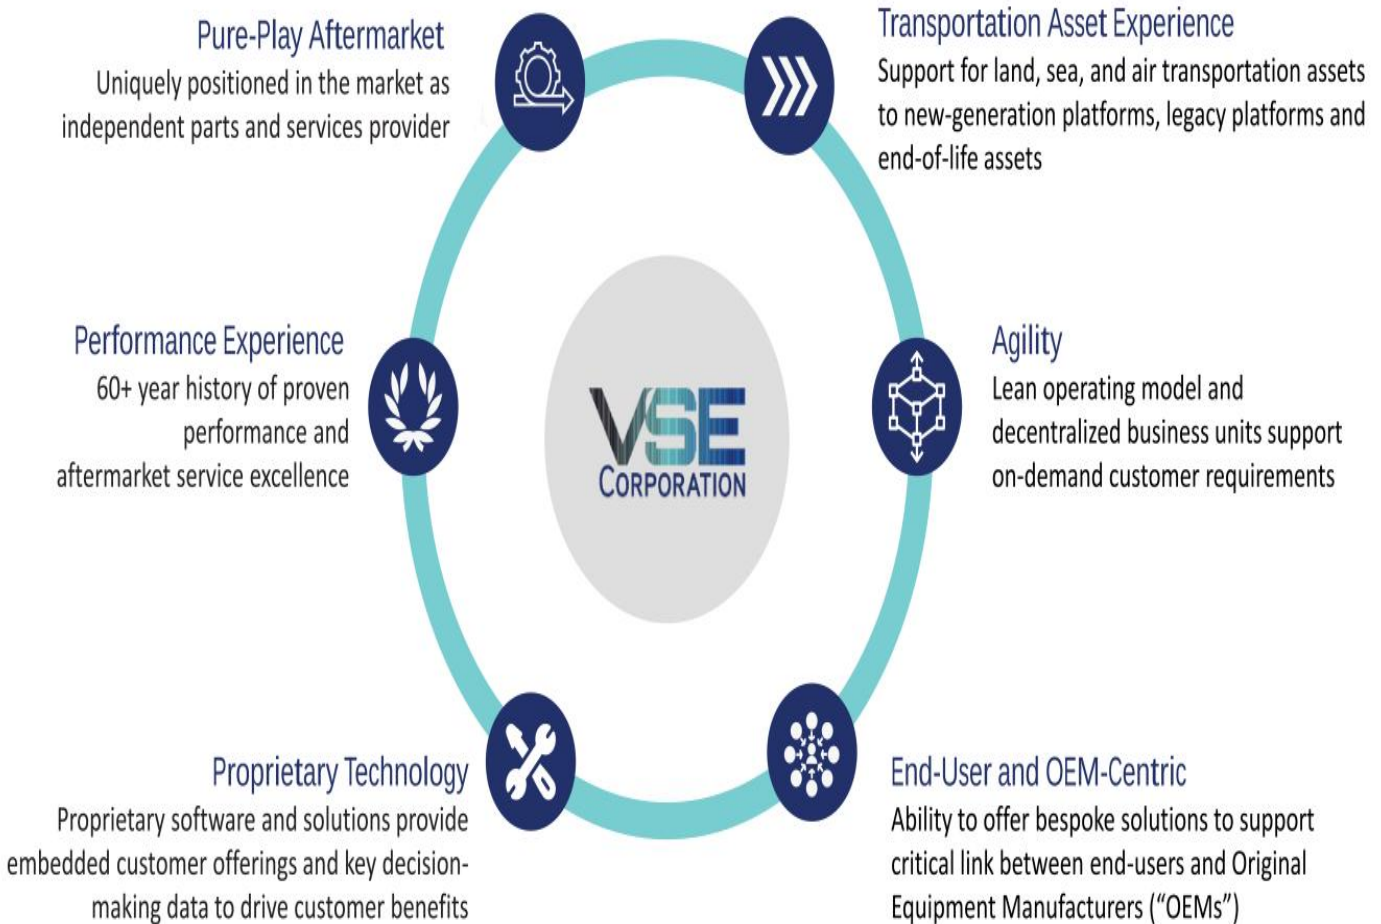 Pure-Play Aftermarket
Uniquely positioned in the market as
independent parts and services provider
Transportation Asset Experience
Support for land, sea, and air transportation assets
to new-generation platforms, legacy platforms and
end-of-life assets
Performance Experience
60+ year history of proven
performance and
aftermarket service excellence
VSE
CORPORATION
Agility
Lean operating model and
decentralized business units support
on-demand customer requirements
Proprietary Technology
Proprietary software and solutions provide
embedded customer offerings and key decision-
making data to drive customer benefits
End-User and OEM-Centric
Ability to offer bespoke solutions to support
critical link between end-users and Original
Equipment Manufacturers (“OEMs”)